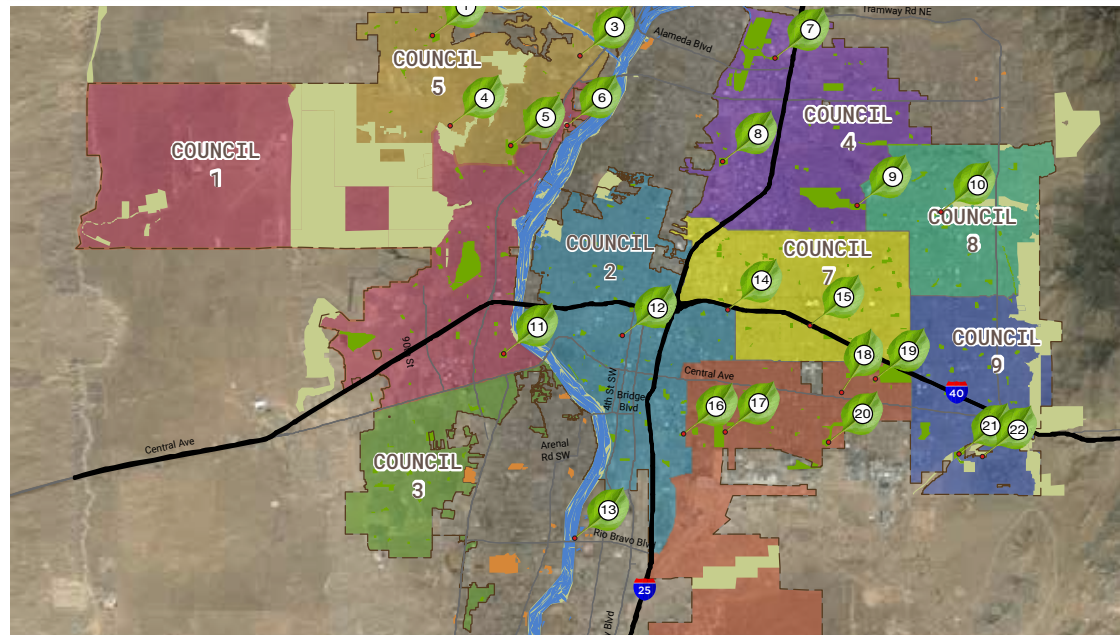 1
Tramway Rd NE
3
7
Alameda Blvd
COUNCIL
5
4
6
5
COUNCIL
4
8
COUNCIL
1
9
10
COUNCIL
8
COUNCIL
2
COUNCIL
7
14
15
12
11
COUNCIL
9
98th St
18
19
Central Ave
40
4th St SW
Bridge
Blvd
16
17
20
21
22
Central Ave
Arenal
Rd SW
COUNCIL
3
13
Rio Bravo Blvd
25